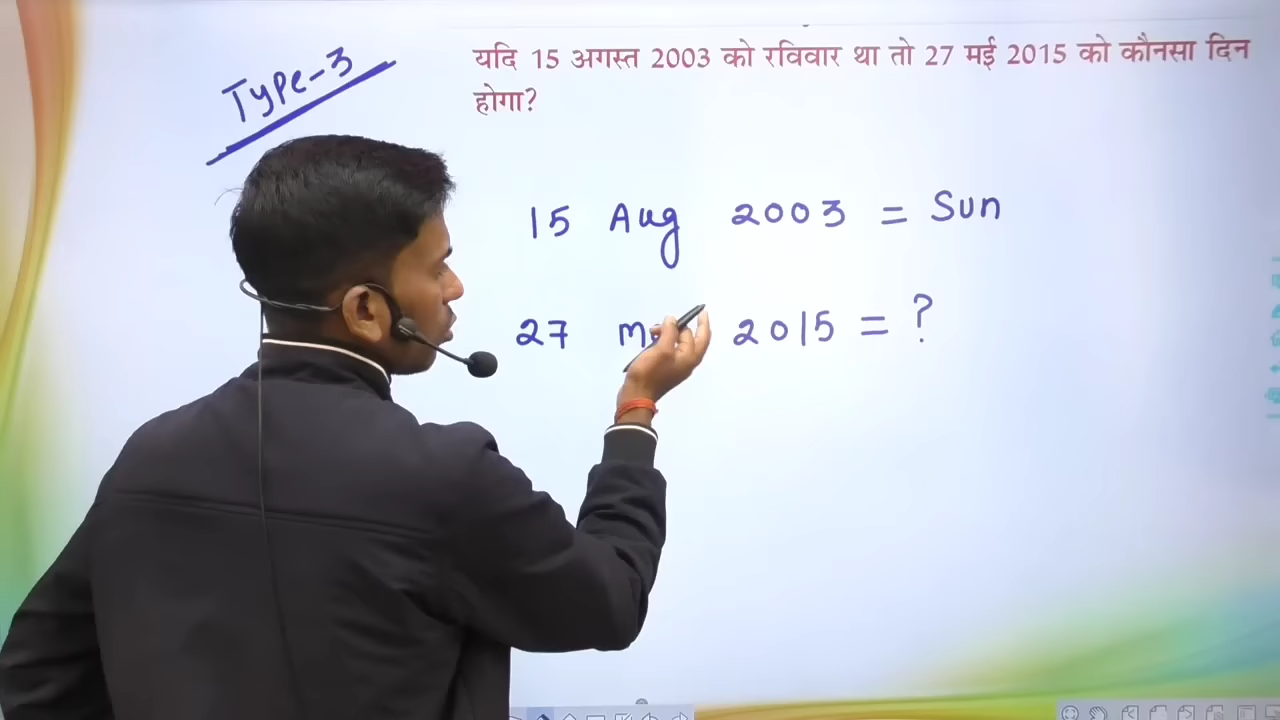 Type-3
यदि 15 अगस्त 2003 को रविवार था तो 27 मई 2015 को कौनसा दिन
होगा?
15 Aug 2003 = Sun
27 2015 = ?